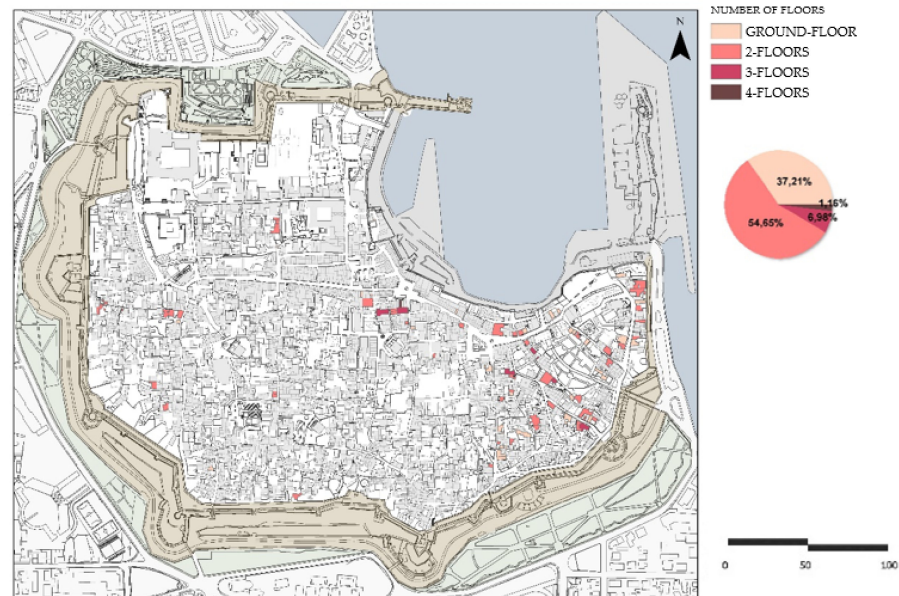 NUMBER OF FLOORS
GROUND-FLOOR
2-FLOORS
3-FLOORS
4-FLOORS
N
37,21%
1,16%
6,98%
54,65%
0 50 100